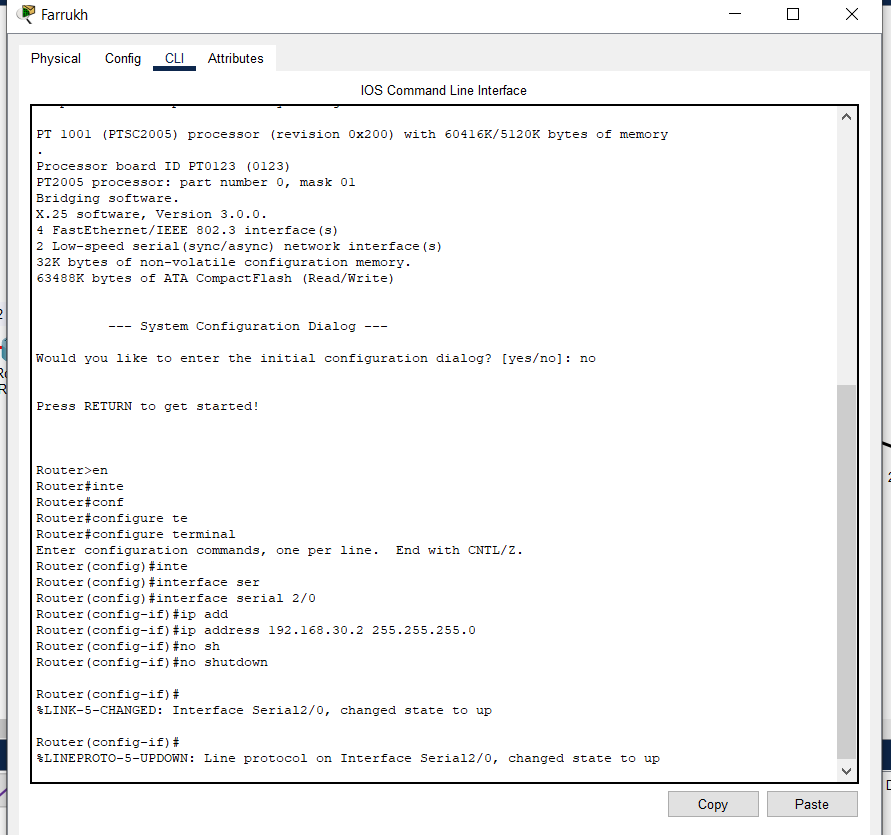 Farrukh
Physical Config CLI Attributes
IOS Command Line Interface
PT 1001 (PTSC2005) processor (revision 0x200) with 60416K/5120K bytes of memory
.
Processor board ID PT0123 (0123)
PT2005 processor: part number 0, mask 01
Bridging software.
X.25 software, Version 3.0.0.
4 FastEthernet/IEEE 802.3 interface(s)
2 Low-speed serial(sync/async) network interface(s)
32K bytes of non-volatile configuration memory.
63488K bytes of ATA CompactFlash (Read/Write)
--- System Configuration Dialog ---
Would you like to enter the initial configuration dialog? [yes/no]: no
Press RETURN to get started!
Router>en
Router#inte
Router#conf
Router#configure te
Router#configure terminal
Enter configuration commands, one per line.  End with CNTL/Z.
Router(config)#inte
Router(config)#interface ser
Router(config)#interface serial 2/0
Router(config-if)#ip add
Router(config-if)#ip address 192.168.30.2 255.255.255.0
Router(config-if)#no sh
Router(config-if)#no shutdown
Router(config-if)#
%LINK-5-CHANGED: Interface Serial2/0, changed state to up
Router(config-if)#
%LINEPROTO-5-UPDOWN: Line protocol on Interface Serial2/0, changed state to up
Copy Paste